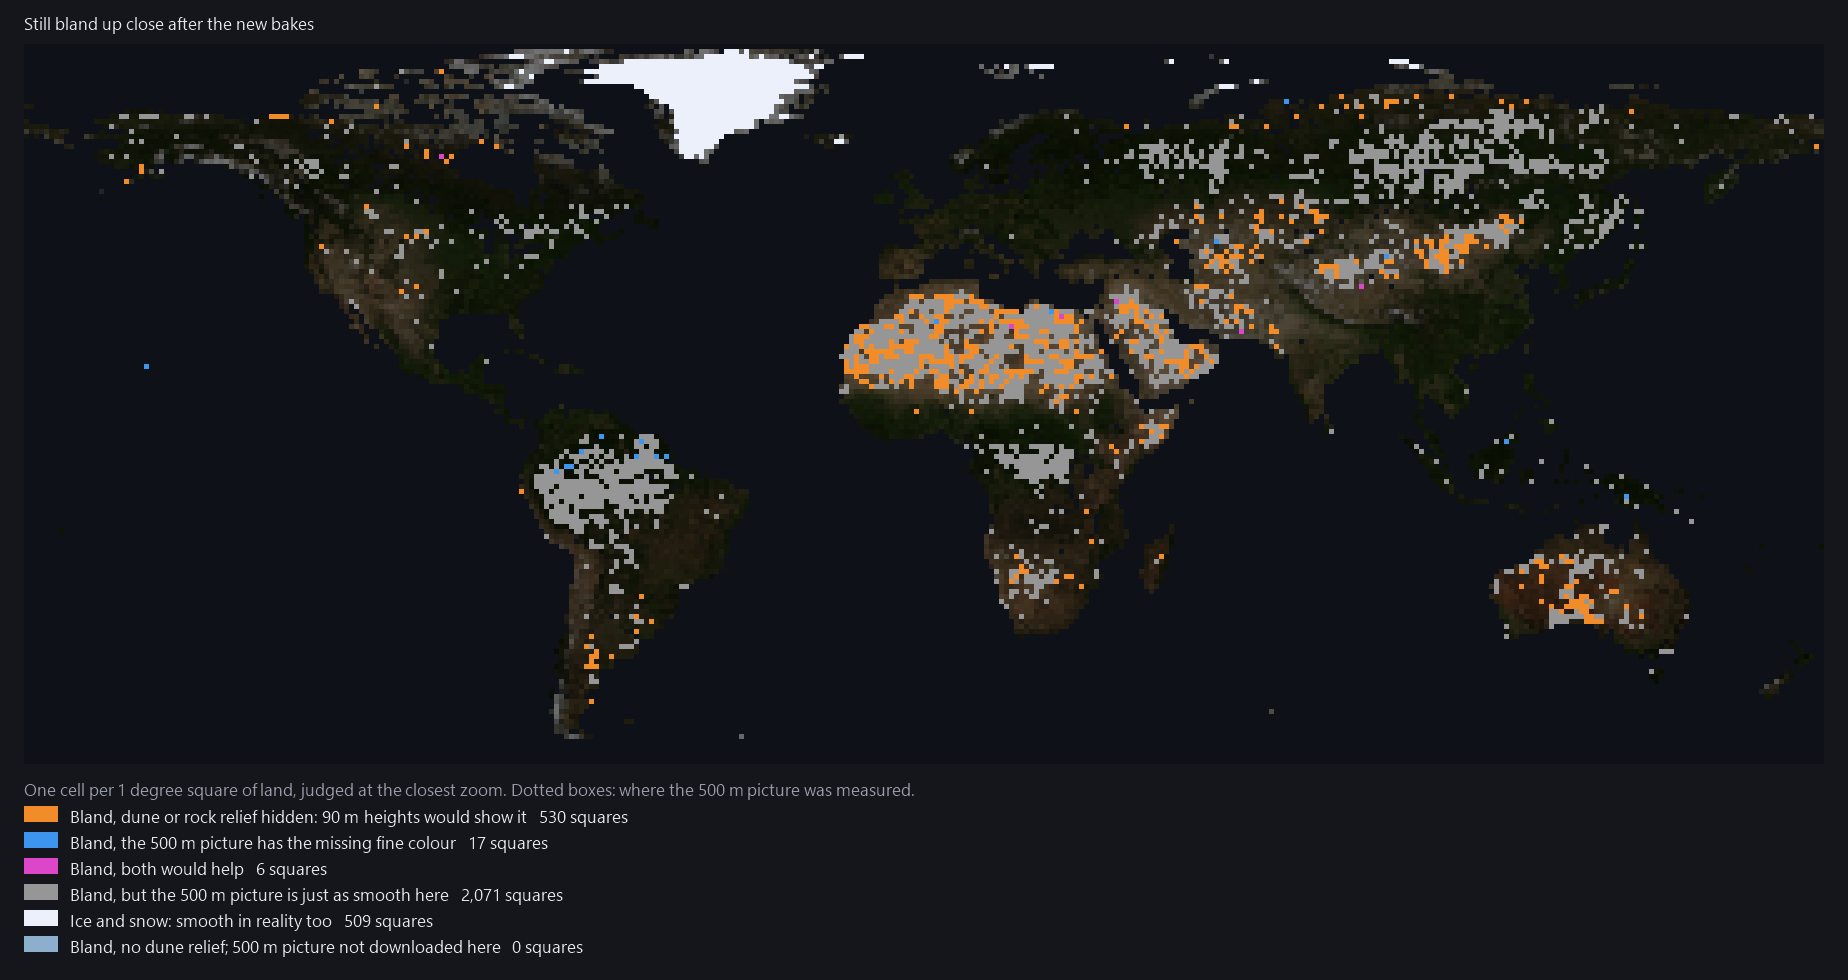 Still bland up close after the new bakes
One cell per 1 degree square of land, judged at the closest zoom. Dotted boxes: where the 500 m picture was measured.
Bland, dune or rock relief hidden: 90 m heights would show it 530 squares
Bland, the 500 m picture has the missing fine colour 17 squares
Bland, both would help 6 squares
Bland, but the 500 m picture is just as smooth here 2,071 squares
Ice and snow: smooth in reality too 509 squares
Bland, no dune relief; 500 m picture not downloaded here 0 squares